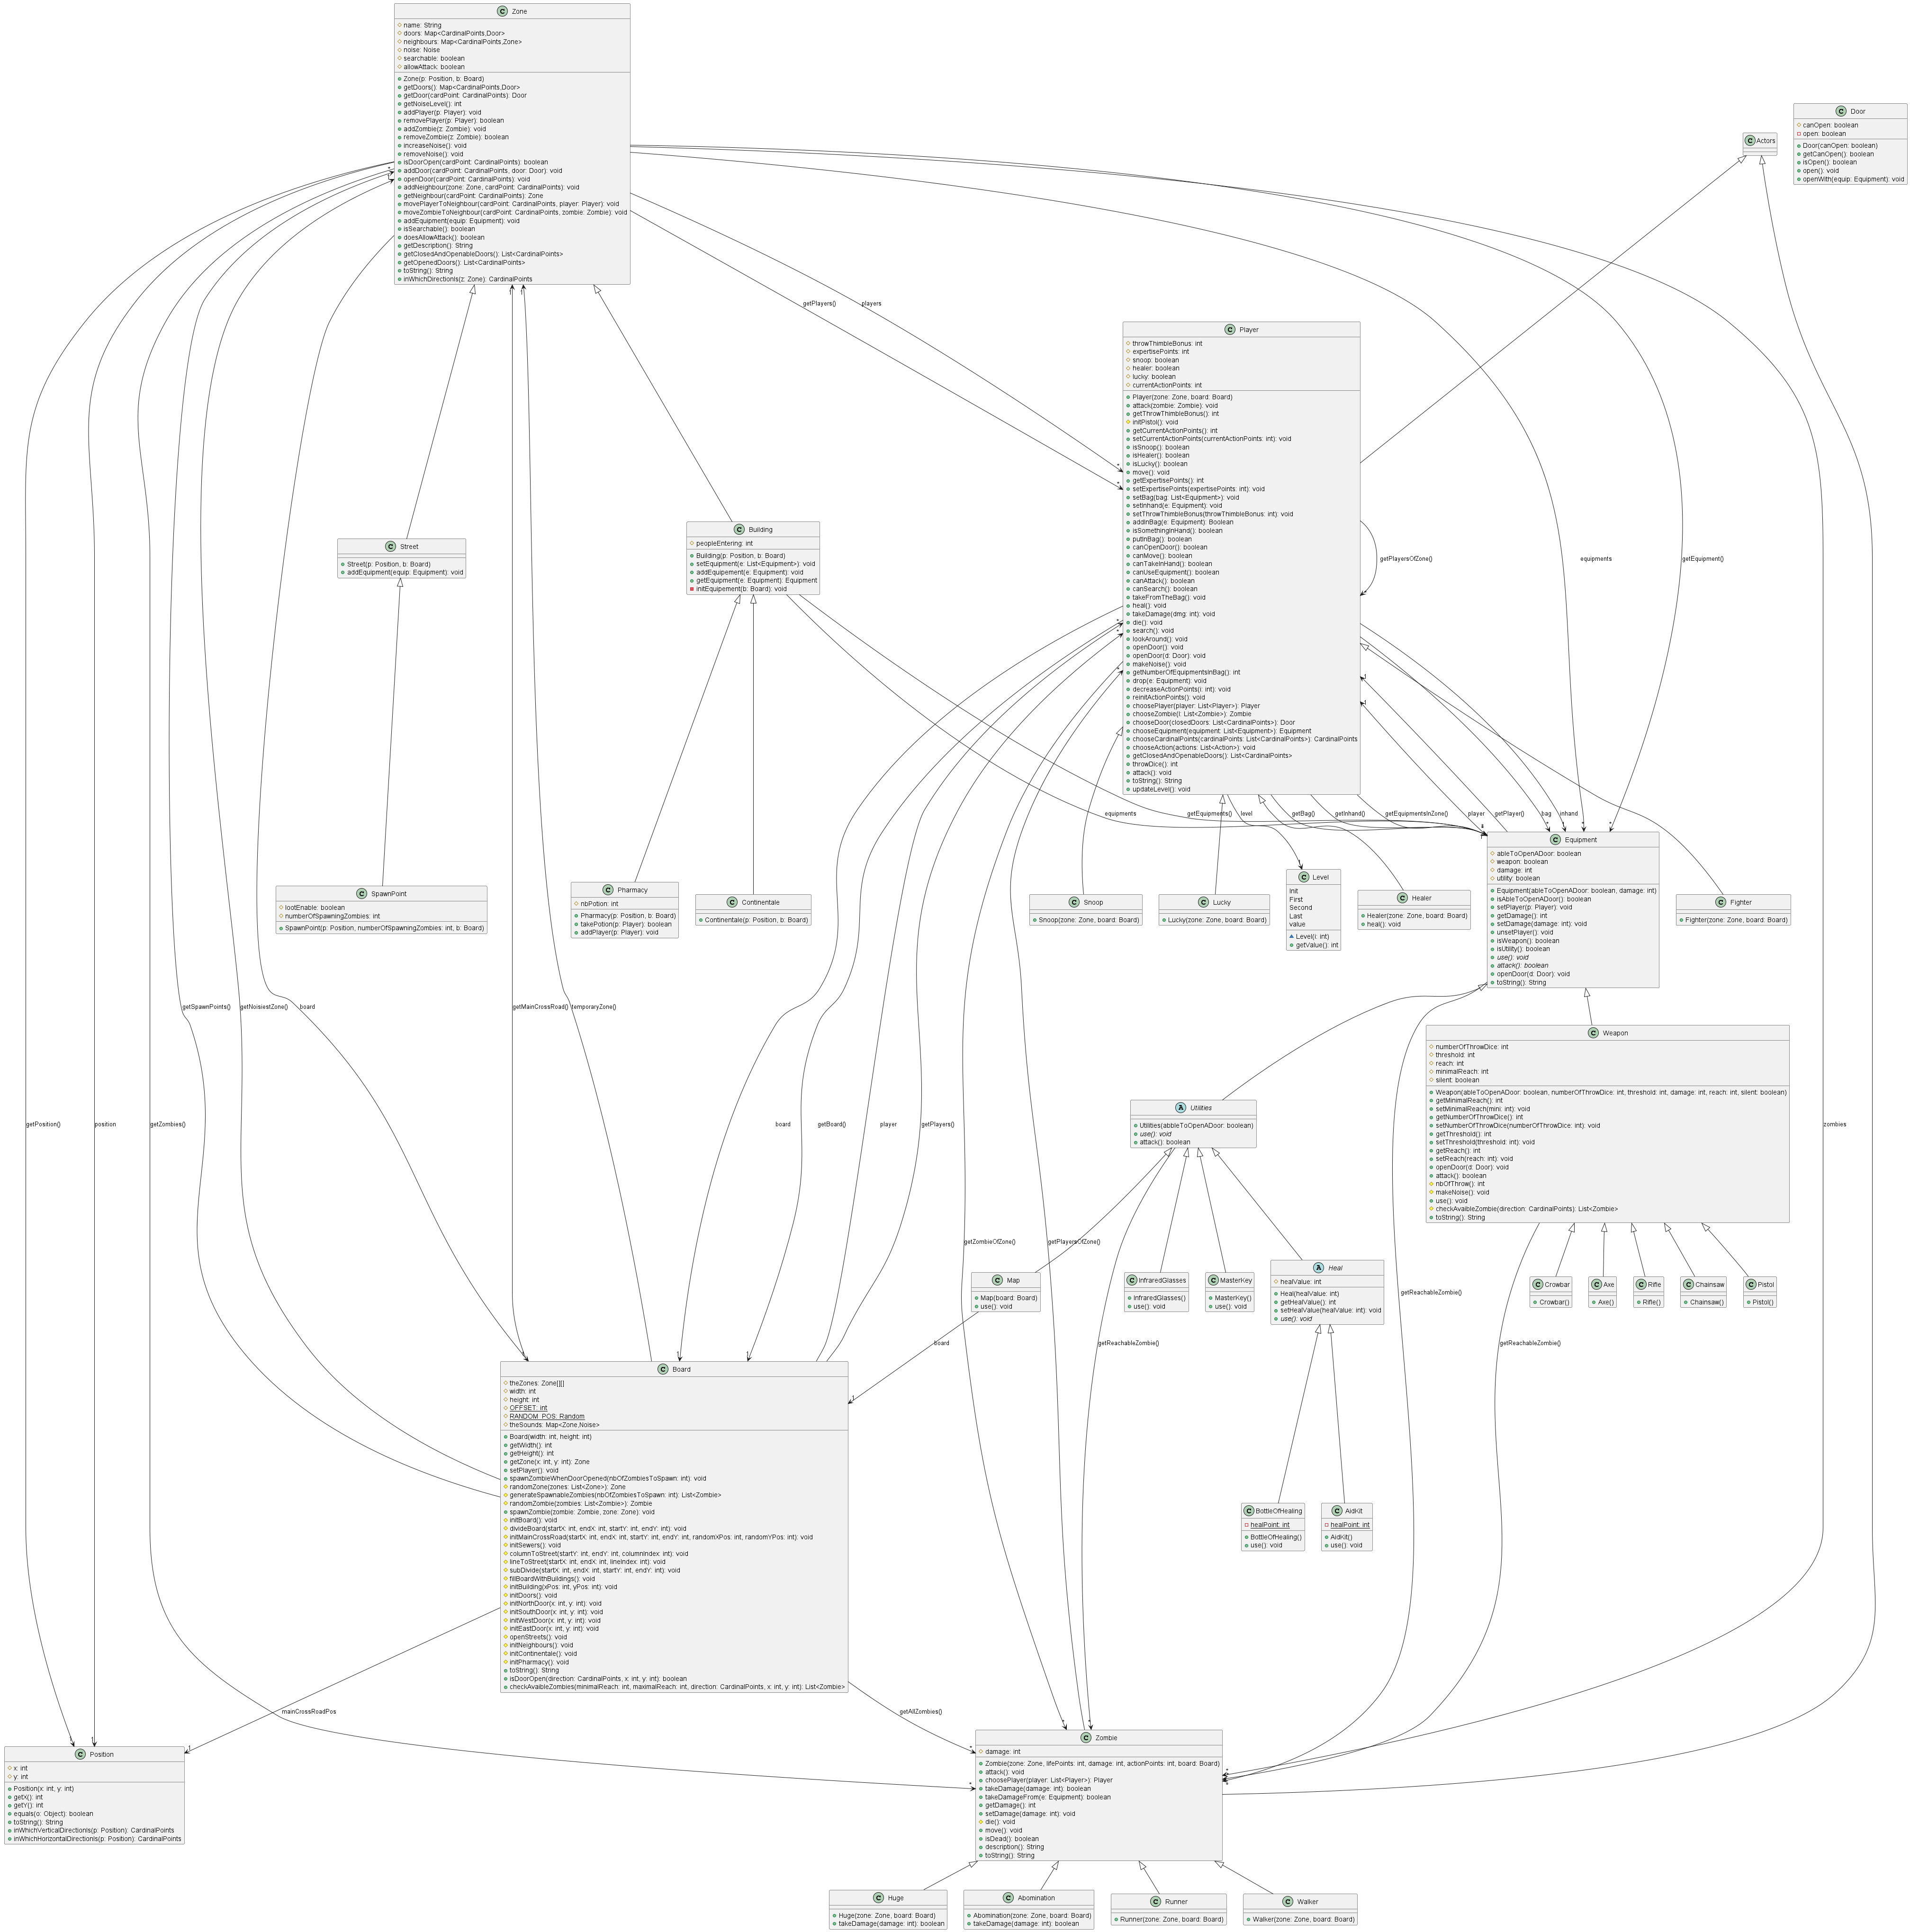 Zone
name: String
doors: Map<CardinalPoints,Door>
neighbours: Map<CardinalPoints,Zone>
noise: Noise
searchable: boolean
allowAttack: boolean
Zone(p: Position, b: Board)
getDoors(): Map<CardinalPoints,Door>
getDoor(cardPoint: CardinalPoints): Door
getNoiseLevel(): int
addPlayer(p: Player): void
removePlayer(p: Player): boolean
addZombie(z: Zombie): void
removeZombie(z: Zombie): boolean
increaseNoise(): void
removeNoise(): void
isDoorOpen(cardPoint: CardinalPoints): boolean
addDoor(cardPoint: CardinalPoints, door: Door): void
openDoor(cardPoint: CardinalPoints): void
addNeighbour(zone: Zone, cardPoint: CardinalPoints): void
getNeighbour(cardPoint: CardinalPoints): Zone
movePlayerToNeighbour(cardPoint: CardinalPoints, player: Player): void
moveZombieToNeighbour(cardPoint: CardinalPoints, zombie: Zombie): void
addEquipment(equip: Equipment): void
isSearchable(): boolean
doesAllowAttack(): boolean
getDescription(): String
getClosedAndOpenableDoors(): List<CardinalPoints>
getOpenedDoors(): List<CardinalPoints>
toString(): String
inWhichDirectionIs(z: Zone): CardinalPoints
Door
canOpen: boolean
open: boolean
Door(canOpen: boolean)
getCanOpen(): boolean
isOpen(): boolean
open(): void
openWith(equip: Equipment): void
Actors
getPlayers()
players
Player
throwThimbleBonus: int
expertisePoints: int
snoop: boolean
healer: boolean
lucky: boolean
currentActionPoints: int
Player(zone: Zone, board: Board)
attack(zombie: Zombie): void
getThrowThimbleBonus(): int
initPistol(): void
getCurrentActionPoints(): int
setCurrentActionPoints(currentActionPoints: int): void
isSnoop(): boolean
isHealer(): boolean
isLucky(): boolean
move(): void
getExpertisePoints(): int
setExpertisePoints(expertisePoints: int): void
setBag(bag: List<Equipment>): void
setInhand(e: Equipment): void
setThrowThimbleBonus(throwThimbleBonus: int): void
addInBag(e: Equipment): Boolean
isSomethingInHand(): boolean
putInBag(): boolean
canOpenDoor(): boolean
canMove(): boolean
canTakeInHand(): boolean
canUseEquipment(): boolean
canAttack(): boolean
canSearch(): boolean
takeFromTheBag(): void
heal(): void
takeDamage(dmg: int): void
die(): void
search(): void
lookAround(): void
openDoor(): void
openDoor(d: Door): void
makeNoise(): void
getNumberOfEquipmentsInBag(): int
drop(e: Equipment): void
decreaseActionPoints(i: int): void
reinitActionPoints(): void
choosePlayer(player: List<Player>): Player
chooseZombie(l: List<Zombie>): Zombie
chooseDoor(closedDoors: List<CardinalPoints>): Door
chooseEquipment(equipment: List<Equipment>): Equipment
chooseCardinalPoints(cardinalPoints: List<CardinalPoints>): CardinalPoints
chooseAction(actions: List<Action>): void
getClosedAndOpenableDoors(): List<CardinalPoints>
throwDice(): int
attack(): void
toString(): String
updateLevel(): void
getPlayersOfZone()
equipments
getEquipment()
Street
Street(p: Position, b: Board)
addEquipment(equip: Equipment): void
Building
peopleEntering: int
Building(p: Position, b: Board)
setEquipment(e: List<Equipment>): void
addEquipement(e: Equipment): void
getEquipment(e: Equipment): Equipment
initEquipement(b: Board): void
equipments
getEquipments()
level
getBag()
getInhand()
getEquipmentsInZone()
player
getPlayer()
bag
inhand
Equipment
ableToOpenADoor: boolean
weapon: boolean
damage: int
utility: boolean
Equipment(ableToOpenADoor: boolean, damage: int)
isAbleToOpenADoor(): boolean
setPlayer(p: Player): void
getDamage(): int
setDamage(damage: int): void
unsetPlayer(): void
isWeapon(): boolean
isUtility(): boolean
use(): void
attack(): boolean
openDoor(d: Door): void
toString(): String
SpawnPoint
lootEnable: boolean
numberOfSpawningZombies: int
SpawnPoint(p: Position, numberOfSpawningZombies: int, b: Board)
Pharmacy
nbPotion: int
Pharmacy(p: Position, b: Board)
takePotion(p: Player): boolean
addPlayer(p: Player): void
Continentale
Continentale(p: Position, b: Board)
Snoop
Snoop(zone: Zone, board: Board)
Lucky
Lucky(zone: Zone, board: Board)
Level
Init
First
Second
Last
value
Level(i: int)
getValue(): int
Healer
Healer(zone: Zone, board: Board)
heal(): void
Fighter
Fighter(zone: Zone, board: Board)
getSpawnPoints()
getNoisiestZone()
board
getMainCrossRoad()
temporaryZone()
Weapon
numberOfThrowDice: int
threshold: int
reach: int
minimalReach: int
silent: boolean
Weapon(ableToOpenADoor: boolean, numberOfThrowDice: int, threshold: int, damage: int, reach: int, silent: boolean)
getMinimalReach(): int
setMinimalReach(mini: int): void
getNumberOfThrowDice(): int
setNumberOfThrowDice(numberOfThrowDice: int): void
getThreshold(): int
setThreshold(threshold: int): void
getReach(): int
setReach(reach: int): void
openDoor(d: Door): void
attack(): boolean
nbOfThrow(): int
makeNoise(): void
use(): void
checkAvaibleZombie(direction: CardinalPoints): List<Zombie>
toString(): String
getPosition()
position
getZombies()
board
getBoard()
player
getPlayers()
zombies
Utilities
Utilities(abbleToOpenADoor: boolean)
use(): void
attack(): boolean
getZombieOfZone()
getPlayersOfZone()
getReachableZombie()
Map
Map(board: Board)
use(): void
InfraredGlasses
InfraredGlasses()
use(): void
MasterKey
MasterKey()
use(): void
Heal
healValue: int
Heal(healValue: int)
getHealValue(): int
setHealValue(healValue: int): void
use(): void
Crowbar
Crowbar()
Axe
Axe()
Rifle
Rifle()
Chainsaw
Chainsaw()
Pistol
Pistol()
board
getReachableZombie()
getReachableZombie()
Board
theZones: Zone[][]
width: int
height: int
OFFSET: int
RANDOM_POS: Random
theSounds: Map<Zone,Noise>
Board(width: int, height: int)
getWidth(): int
getHeight(): int
getZone(x: int, y: int): Zone
setPlayer(): void
spawnZombieWhenDoorOpened(nbOfZombiesToSpawn: int): void
randomZone(zones: List<Zone>): Zone
generateSpawnableZombies(nbOfZombiesToSpawn: int): List<Zombie>
randomZombie(zombies: List<Zombie>): Zombie
spawnZombie(zombie: Zombie, zone: Zone): void
initBoard(): void
divideBoard(startX: int, endX: int, startY: int, endY: int): void
initMainCrossRoad(startX: int, endX: int, startY: int, endY: int, randomXPos: int, randomYPos: int): void
initSewers(): void
columnToStreet(startY: int, endY: int, columnIndex: int): void
lineToStreet(startX: int, endX: int, lineIndex: int): void
subDivide(startX: int, endX: int, startY: int, endY: int): void
fillBoardWithBuildings(): void
initBuilding(xPos: int, yPos: int): void
initDoors(): void
initNorthDoor(x: int, y: int): void
initSouthDoor(x: int, y: int): void
initWestDoor(x: int, y: int): void
initEastDoor(x: int, y: int): void
openStreets(): void
initNeighbours(): void
initContinentale(): void
initPharmacy(): void
toString(): String
isDoorOpen(direction: CardinalPoints, x: int, y: int): boolean
checkAvaibleZombies(minimalReach: int, maximalReach: int, direction: CardinalPoints, x: int, y: int): List<Zombie>
BottleOfHealing
healPoint: int
BottleOfHealing()
use(): void
AidKit
healPoint: int
AidKit()
use(): void
mainCrossRoadPos
getAllZombies()
Position
x: int
y: int
Position(x: int, y: int)
getX(): int
getY(): int
equals(o: Object): boolean
toString(): String
inWhichVerticalDirectionIs(p: Position): CardinalPoints
inWhichHorizontalDirectionIs(p: Position): CardinalPoints
Zombie
damage: int
Zombie(zone: Zone, lifePoints: int, damage: int, actionPoints: int, board: Board)
attack(): void
choosePlayer(player: List<Player>): Player
takeDamage(damage: int): boolean
takeDamageFrom(e: Equipment): boolean
getDamage(): int
setDamage(damage: int): void
die(): void
move(): void
isDead(): boolean
description(): String
toString(): String
Huge
Huge(zone: Zone, board: Board)
takeDamage(damage: int): boolean
Abomination
Abomination(zone: Zone, board: Board)
takeDamage(damage: int): boolean
Runner
Runner(zone: Zone, board: Board)
Walker
Walker(zone: Zone, board: Board)